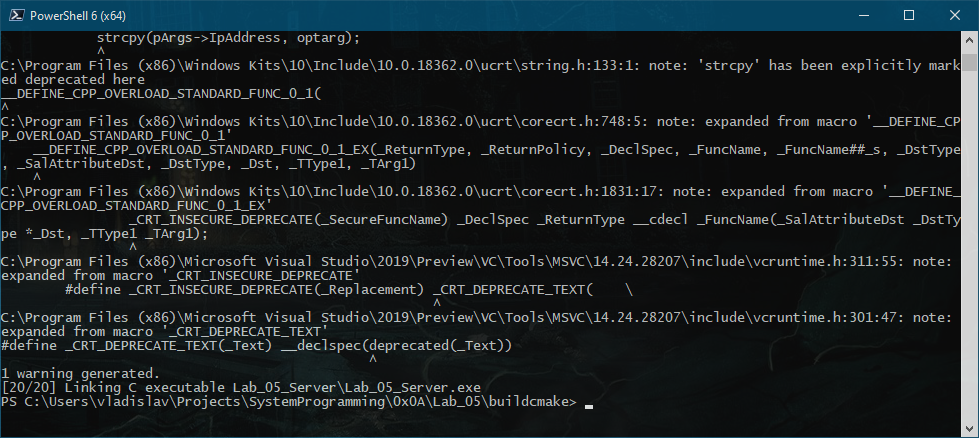 PowerShell 6 (x64)
strcpy(pArgs->IpAddress, optarg);
^
C:\Program Files (x86)\Windows Kits\10\Include\10.0.18362.0\ucrt\string.h:133:1: note: 'strcpy' has been explicitly mark
ed deprecated here
__DEFINE_CPP_OVERLOAD_STANDARD_FUNC_0_1(
^
C:\Program Files (x86)\Windows Kits\10\Include\10.0.18362.0\ucrt\corecrt.h:748:5: note: expanded from macro '__DEFINE_CP
P_OVERLOAD_STANDARD_FUNC_0_1'
__DEFINE_CPP_OVERLOAD_STANDARD_FUNC_0_1_EX(_ReturnType, _ReturnPolicy, _DeclSpec, _FuncName, _FuncName##_s, _DstType
, _SalAttributeDst, _DstType, _Dst, _TType1, _TArg1)
^
C:\Program Files (x86)\Windows Kits\10\Include\10.0.18362.0\ucrt\corecrt.h:1831:17: note: expanded from macro '__DEFINE_
CPP_OVERLOAD_STANDARD_FUNC_0_1_EX'
_CRT_INSECURE_DEPRECATE(_SecureFuncName) _DeclSpec _ReturnType __cdecl _FuncName(_SalAttributeDst _DstTy
pe *_Dst, _TType1 _TArg1);
^
C:\Program Files (x86)\Microsoft Visual Studio\2019\Preview\VC\Tools\MSVC\14.24.28207\include\vcruntime.h:311:55: note:
expanded from macro '_CRT_INSECURE_DEPRECATE'
#define _CRT_INSECURE_DEPRECATE(_Replacement) _CRT_DEPRECATE_TEXT(    \
^
C:\Program Files (x86)\Microsoft Visual Studio\2019\Preview\VC\Tools\MSVC\14.24.28207\include\vcruntime.h:301:47: note:
expanded from macro '_CRT_DEPRECATE_TEXT'
#define _CRT_DEPRECATE_TEXT(_Text) __declspec(deprecated(_Text))
^
1 warning generated.
[20/20] Linking C executable Lab_05_Server\Lab_05_Server.exe
PS C:\Users\vladislav\Projects\SystemProgramming\0x0A\Lab_05\buildcmake>